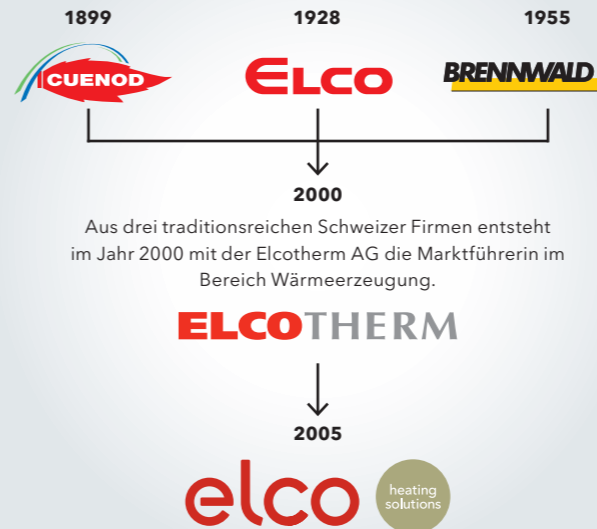 1899 1928 1955
CUENOD ELCO BRENNWALD
2000
Aus drei traditionsreichen Schweizer Firmen entsteht
im Jahr 2000 mit der Elcotherm AG die Marktführerin im
Bereich Wärmeerzeugung.
ELCOTHERM
2005
elco heating
solutions